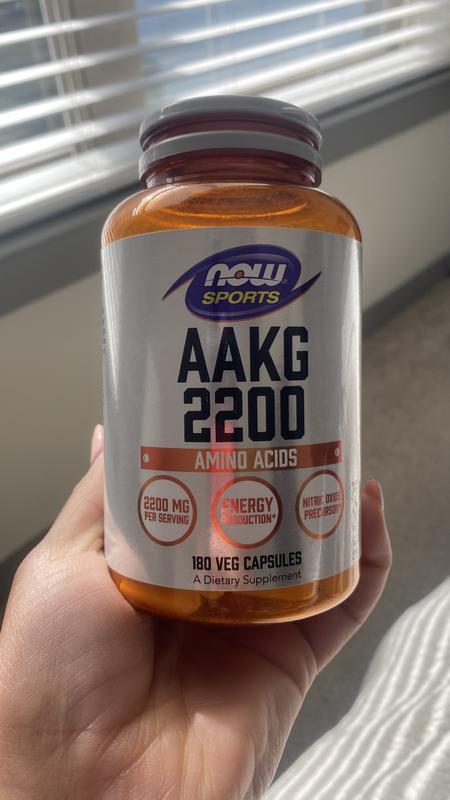 NOW
SPORTS
AAKG
2200
AMINO ACIDS
2200 MG
PER SERVING
ENERGY
PRODUCTION*
NITRIC OXIDE
PRECURSOR*
180 VEG CAPSULES
A Dietary Supplement